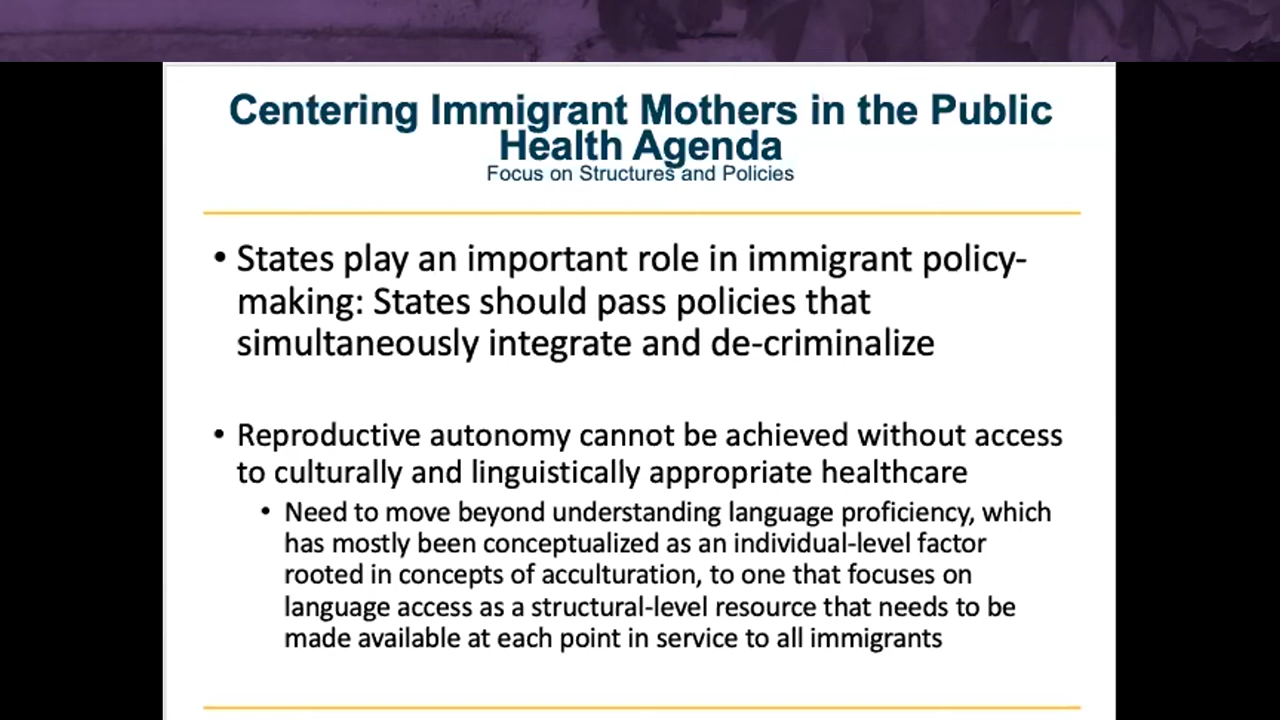 Centering Immigrant Mothers in the Public
Health Agenda
Focus on Structures and Policies
• States play an important role in immigrant policy-
making: States should pass policies that
simultaneously integrate and de-criminalize
• Reproductive autonomy cannot be achieved without access
to culturally and linguistically appropriate healthcare
• Need to move beyond understanding language proficiency, which
has mostly been conceptualized as an individual-level factor
rooted in concepts of acculturation, to one that focuses on
language access as a structural-level resource that needs to be
made available at each point in service to all immigrants